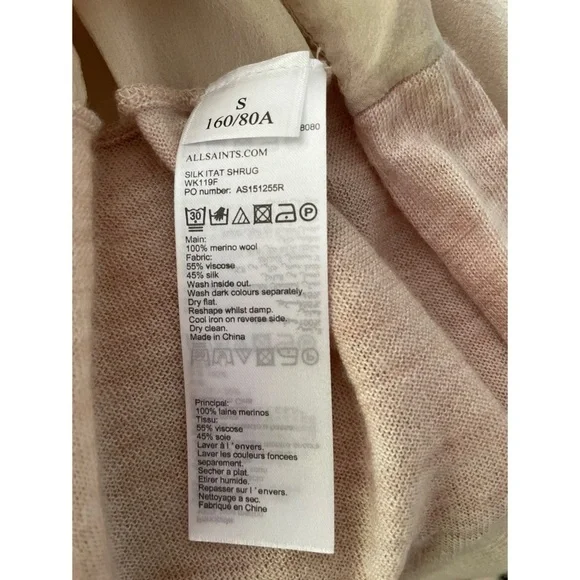 S
160/80A
8080
ALLSAINTS.COM
SILK ITAT SHRUG
WK119F
PO number: AS151255R
30
P
Main:
100% merino wool
Fabric:
55% viscose
45% silk
Wash inside out.
Wash dark colours separately.
Dry flat.
Reshape whilst damp.
Cool iron on reverse side.
Dry clean.
Made in China
Principal:
100% laine merinos
Tissu:
55% viscose
45% soie
Laver à l'envers.
Laver les couleurs foncées
separement.
Secher a plat.
Etirer humide.
Repasser sur l'envers.
Nettoyage a sec.
Fabriqué en Chine